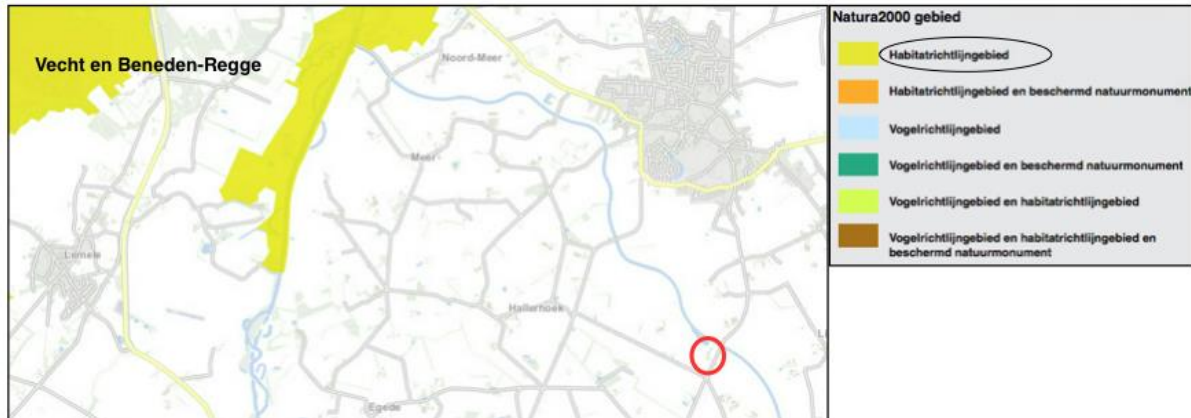 Vecht en Beneden-Regge
Noord-Meer
Meer
Lemele
Hallerhoek
Egede
Natura2000 gebied
Habitatrichtlijngebied
Habitatrichtlijngebied en beschermd natuurmonument
Vogelrichtlijngebied
Vogelrichtlijngebied en beschermd natuurmonument
Vogelrichtlijngebied en habitatrichtlijngebied
Vogelrichtlijngebied en habitatrichtlijngebied en
beschermd natuurmonument